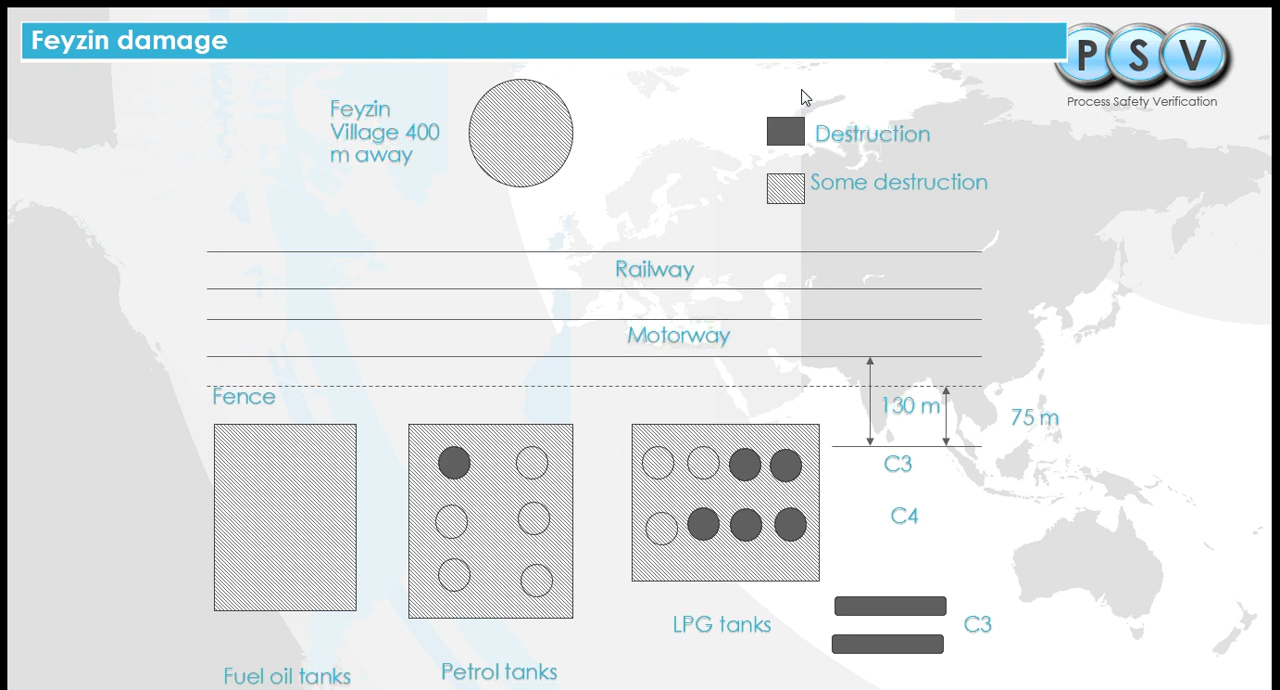 Feyzin damage
P S V
Process Safety Verification
Feyzin
Village 400
m away
Destruction
Some destruction
Railway
Motorway
Fence
130 m
75 m
C3
C4
LPG tanks
C3
Fuel oil tanks
Petrol tanks